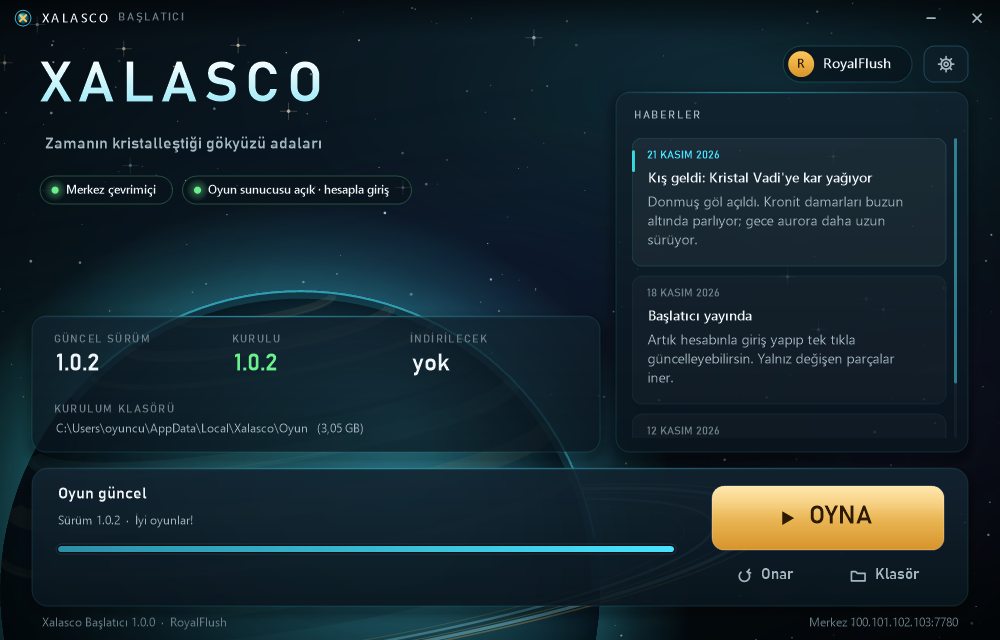 XALASCO BAŞLATICI
XALASCO
Zamanın kristalleştiği gökyüzü adaları
Merkez çevrimiçi
Oyun sunucusu açık · hesapla giriş
R RoyalFlush
HABERLER
21 KASIM 2026
Kış geldi: Kristal Vadi'ye kar yağıyor
Donmuş göl açıldı. Kronit damarları buzun
altında parlıyor; gece aurora daha uzun
sürüyor.
18 KASIM 2026
Başlatıcı yayında
Artık hesabınla giriş yapıp tek tıkla
güncelleyebilirsin. Yalnız değişen parçalar
iner.
12 KASIM 2026
GÜNCEL SÜRÜM
1.0.2
KURULU
1.0.2
İNDİRİLECEK
yok
KURULUM KLASÖRÜ
C:\Users\oyuncu\AppData\Local\Xalasco\Oyun (3,05 GB)
Oyun güncel
Sürüm 1.0.2 · İyi oyunlar!
OYNA
Onar
Klasör
Xalasco Başlatıcı 1.0.0 · RoyalFlush
Merkez 100.101.102.103:7780